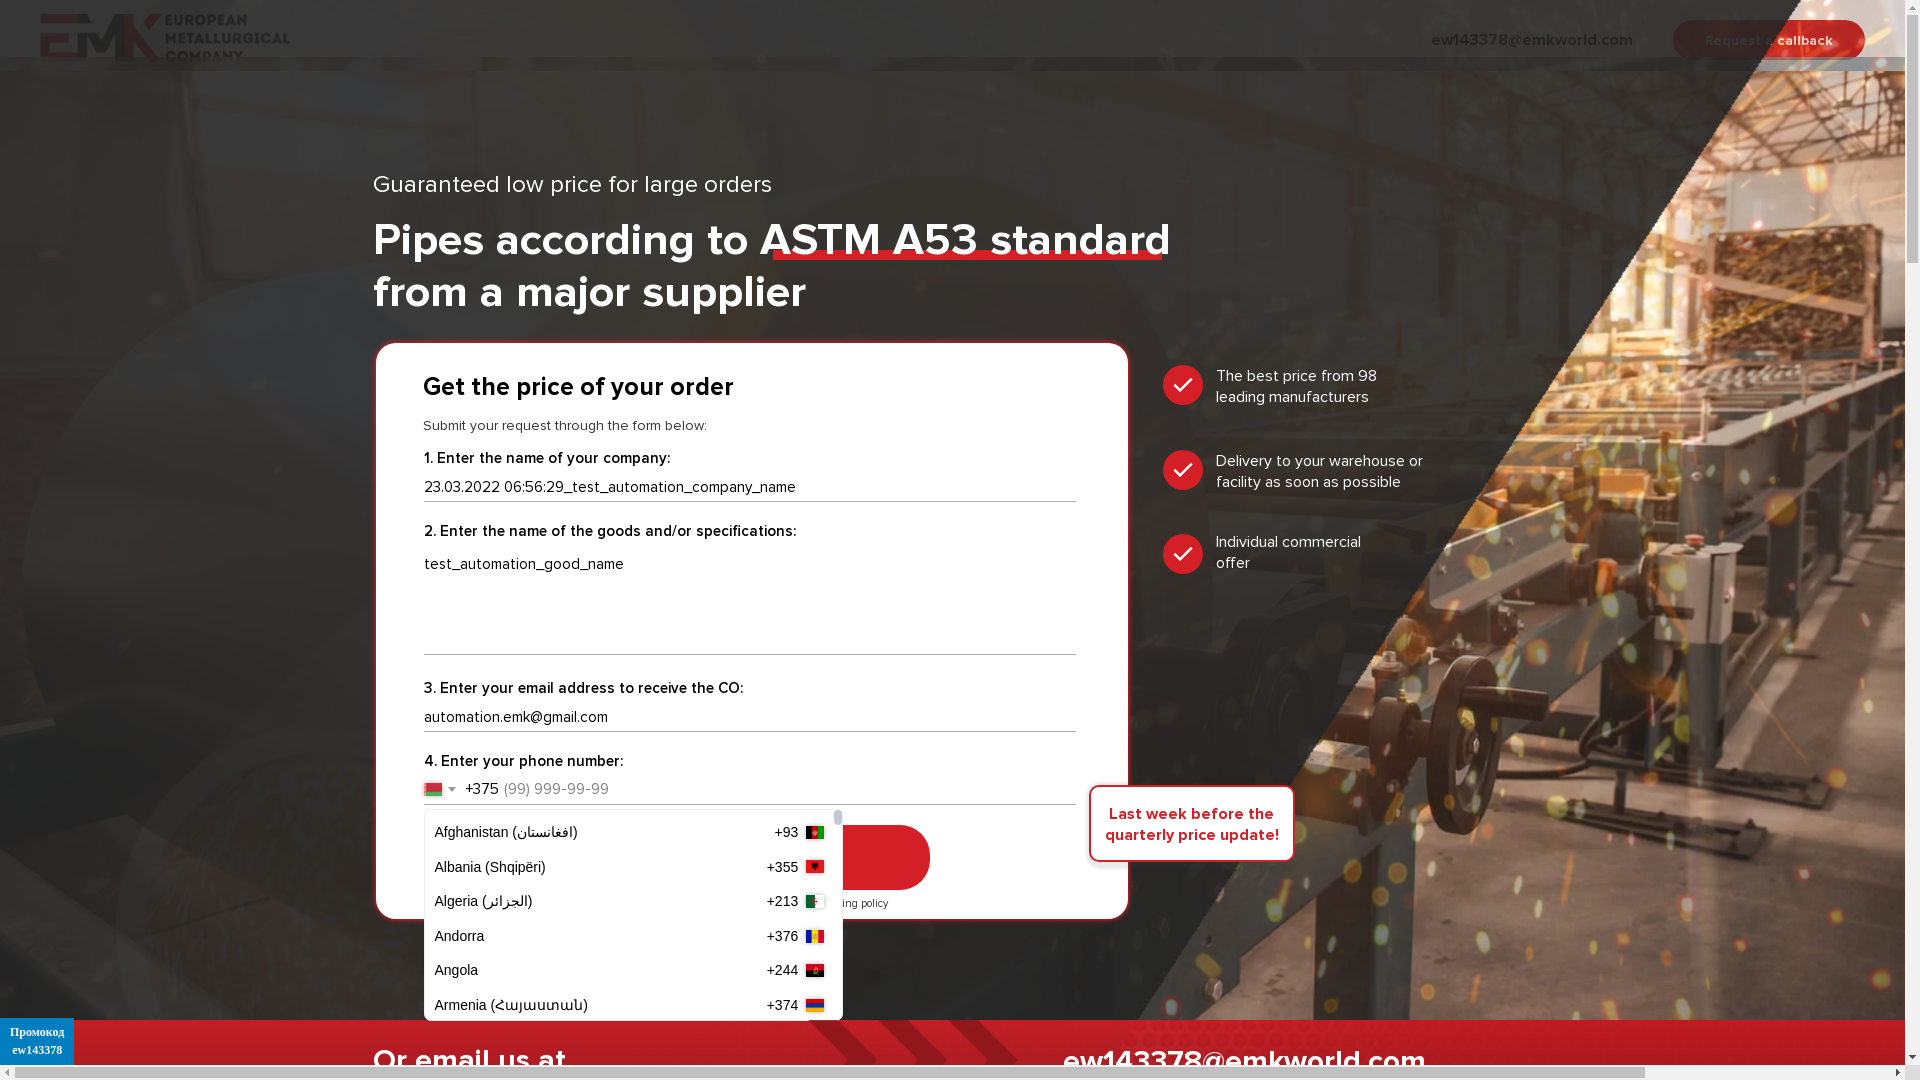 EMK EUROPEAN
METALLURGICAL
COMPANY
ew143378@emkworld.com
Request a callback
Guaranteed low price for large orders
Pipes according to ASTM A53 standard
from a major supplier
Get the price of your order
Submit your request through the form below:
1. Enter the name of your company:
23.03.2022 06:56:29_test_automation_company_name
2. Enter the name of the goods and/or specifications:
test_automation_good_name
3. Enter your email address to receive the CO:
automation.emk@gmail.com
4. Enter your phone number:
+375 (99) 999-99-99
Afghanistan (‫افغانستان‬‎) +93
Albania (Shqipëri) +355
Algeria (‫الجزائر‬‎) +213
Andorra +376
Angola +244
Armenia (Հայաստան) +374
policy
The best price from 98
leading manufacturers
Delivery to your warehouse or
facility as soon as possible
Individual commercial
offer
Last week before the
quarterly price update!
Or email us at
ew143378@emkworld.com
Промокод
ew143378